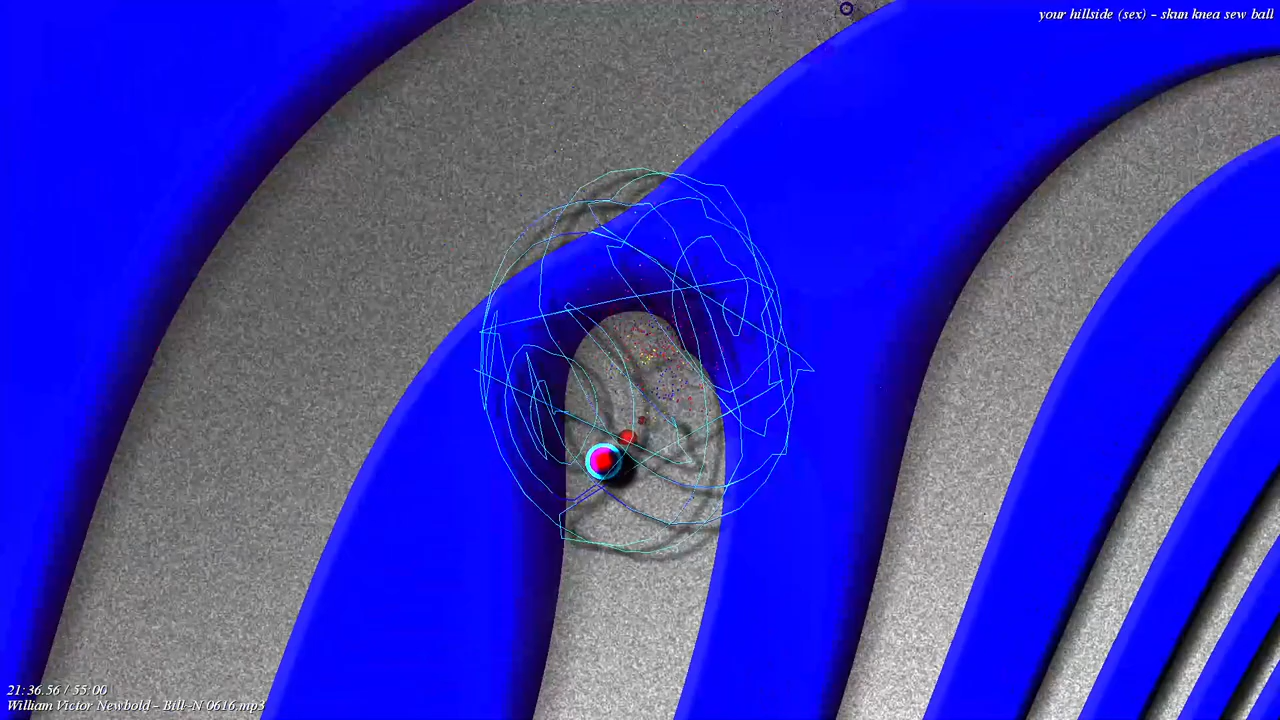 your hillside (sex) - skun knea sew ball
21:36.56 / 55:00
William Victor Newbold - Bill-N 0616.mp3